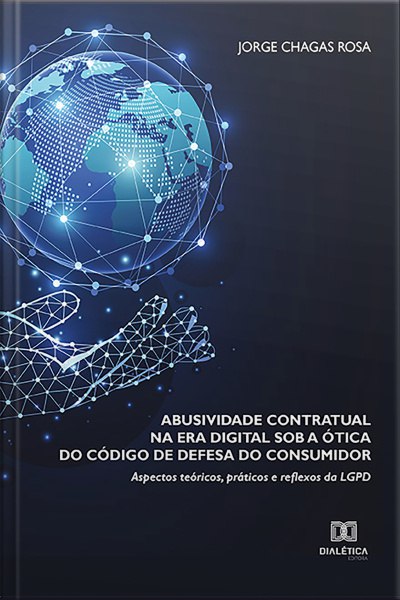 JORGE CHAGAS ROSA
ABUSIVIDADE CONTRATUAL
NA ERA DIGITAL SOB A ÓTICA
DO CÓDIGO DE DEFESA DO CONSUMIDOR
Aspectos teóricos, práticos e reflexos da LGPD
DIALÉTICA
EDITORA